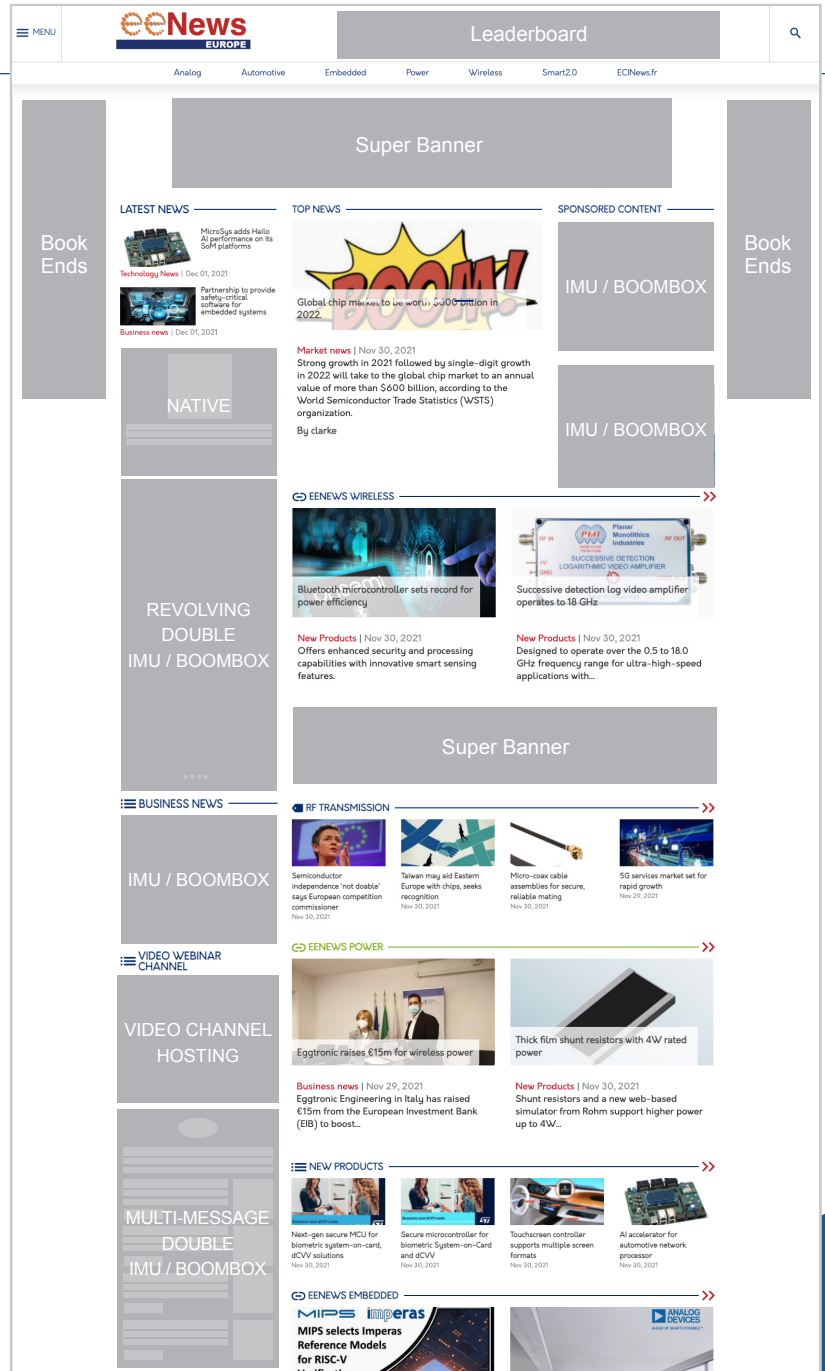 MENU
eeNews
EUROPE
Leaderboard
Analog
Automotive
Embedded
Power
Wireless
Smart2.0
ECINews.fr
Super Banner
Book
Ends
Book
Ends
LATEST NEWS
MicroSys adds Hailo
AI performance on its
SoM platforms
Technology News | Dec 01, 2021
Partnership to provide
safety-critical
software for
embedded systems
Business news | Dec 01, 2021
NATIVE
REVOLVING
DOUBLE
IMU / BOOMBOX
TOP NEWS
BOOM!
Global chip market to be worth $600 billion in
2022.
Market news | Nov 30, 2021
Strong growth in 2021 followed by single-digit growth
in 2022 will take to the global chip market to an annual
value of more than $600 billion, according to the
World Semiconductor Trade Statistics (WSTS)
organization.
By clarke
SPONSORED CONTENT
IMU / BOOMBOX
IMU / BOOMBOX
EENEWS WIRELESS
Bluetooth microcontroller sets record for
power efficiency
New Products | Nov 30, 2021
Offers enhanced security and processing
capabilities with innovative smart sensing
features.
PMI
Planar
Monolithics
Industries
RF IN
RF OUT
SUCCESSIVE DETECTION
LOGARITHMIC VIDEO AMPLIFIER
+V
GND
Successive detection log video amplifier
operates to 18 GHz
New Products | Nov 30, 2021
Designed to operate over the 0.5 to 18.0
GHz frequency range for ultra-high-speed
applications with...
Super Banner
BUSINESS NEWS
IMU / BOOMBOX
RF TRANSMISSION
Semiconductor
independence 'not doable'
says European competition
commissioner
Nov 30, 2021
Taiwan may aid Eastern
Europe with chips, seeks
recognition
Nov 30, 2021
Micro-coax cable
assemblies for secure,
reliable mating
Nov 30, 2021
5G services market set for
rapid growth
Nov 29, 2021
VIDEO WEBINAR
CHANNEL
VIDEO CHANNEL
HOSTING
EENEWS POWER
Eggtronic raises €15m for wireless power
Business news | Nov 29, 2021
Eggtronic Engineering in Italy has raised
€15m from the European Investment Bank
(EIB) to boost...
Thick film shunt resistors with 4W rated
power
New Products | Nov 30, 2021
Shunt resistors and a new web-based
simulator from Rohm support higher power
up to 4W...
MULTI-MESSAGE
DOUBLE
IMU / BOOMBOX
NEW PRODUCTS
Next-gen secure MCU for
biometric system-on-card,
dCVV solutions
Nov 30, 2021
Secure microcontroller for
biometric System-on-Card
and dCVV
Nov 30, 2021
Touchscreen controller
supports multiple screen
formats
Nov 30, 2021
AI accelerator for
automotive network
processor
Nov 30, 2021
EENEWS EMBEDDED
MIPS imperas
MIPS selects Imperas
Reference Models
for RISC-V
ANALOG
DEVICES
AHEAD OF WHAT'S POSSIBLE™